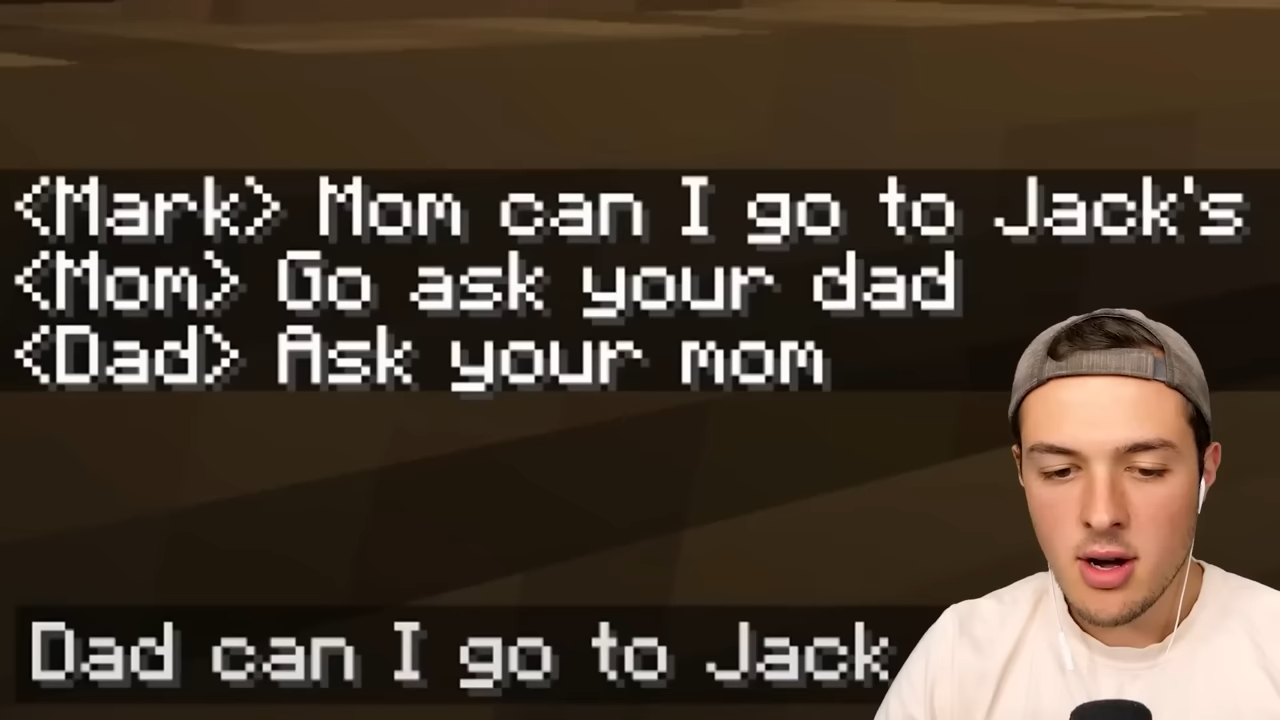 <Mark> Mom can I go to Jack's
<Mom> Go ask your dad
<Dad> Ask your mom
Dad can I go to Jack